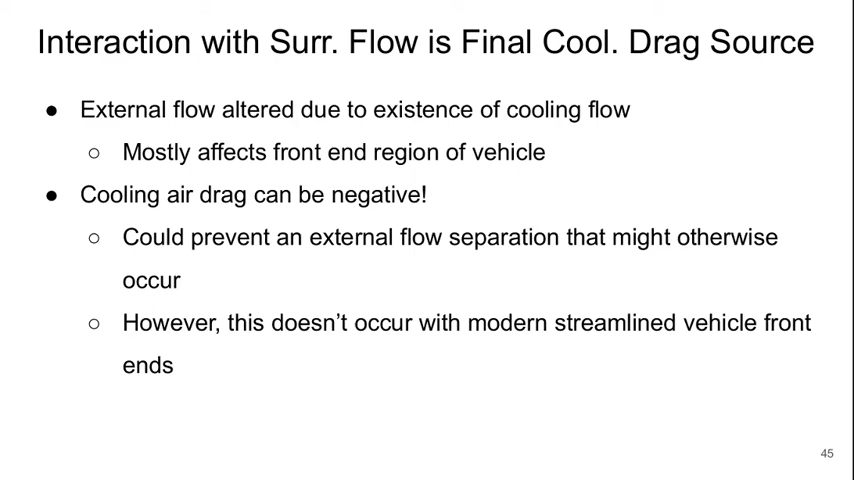 Interaction with Surr. Flow is Final Cool. Drag Source
● External flow altered due to existence of cooling flow
○ Mostly affects front end region of vehicle
● Cooling air drag can be negative!
○ Could prevent an external flow separation that might otherwise
occur
○ However, this doesn’t occur with modern streamlined vehicle front
ends
45